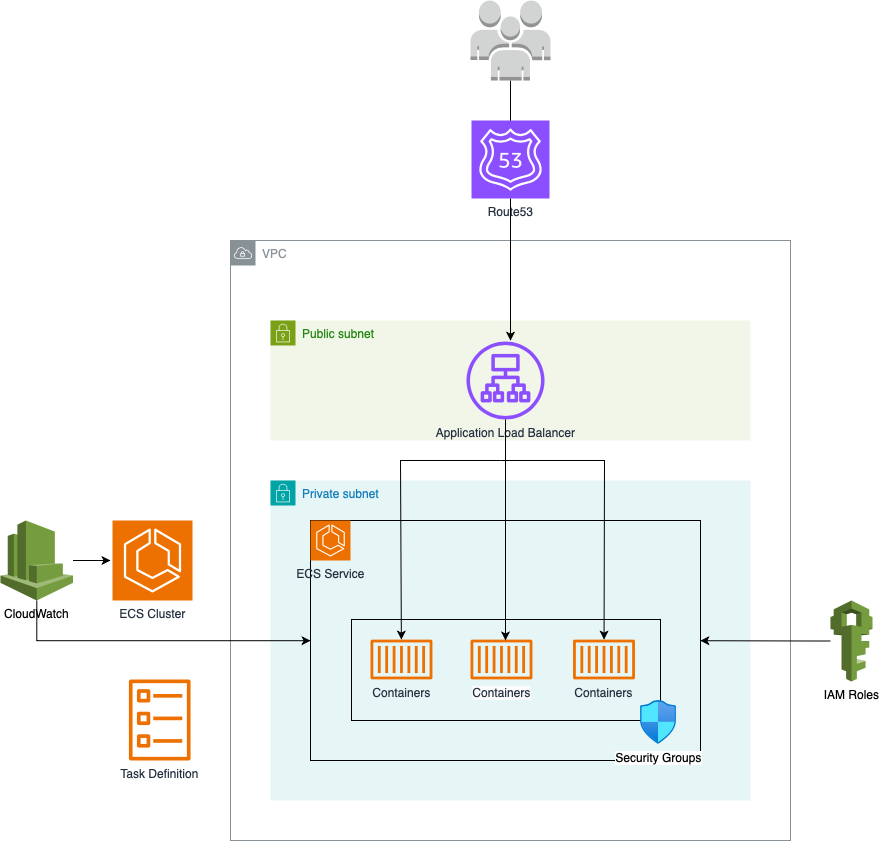 53
Route53
VPC
Public subnet
Application Load Balancer
Private subnet
ECS Service
CloudWatch
ECS Cluster
Containers
Containers
Containers
IAM Roles
Security Groups
Task Definition